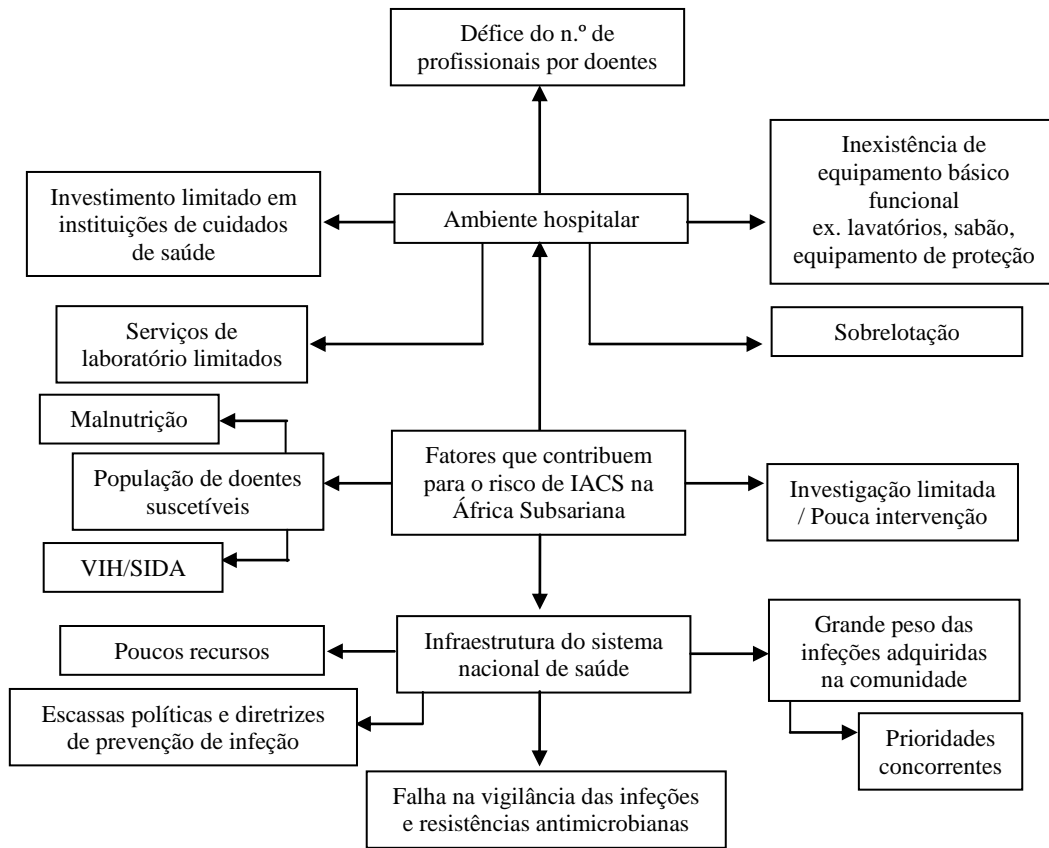 Défice do n.º de
profissionais por doentes
Inexistência de
equipamento básico
funcional
ex. lavatórios, sabão,
equipamento de proteção
Investimento limitado em
instituições de cuidados
de saúde
Ambiente hospitalar
Serviços de
laboratório limitados
Sobrelotação
Malnutrição
População de doentes
suscetíveis
VIH/SIDA
Fatores que contribuem
para o risco de IACS na
África Subsariana
Investigação limitada
/ Pouca intervenção
Poucos recursos
Infraestrutura do sistema
nacional de saúde
Grande peso das
infeções adquiridas
na comunidade
Escassas políticas e diretrizes
de prevenção de infeção
Prioridades
concorrentes
Falha na vigilância das infeções
e resistências antimicrobianas